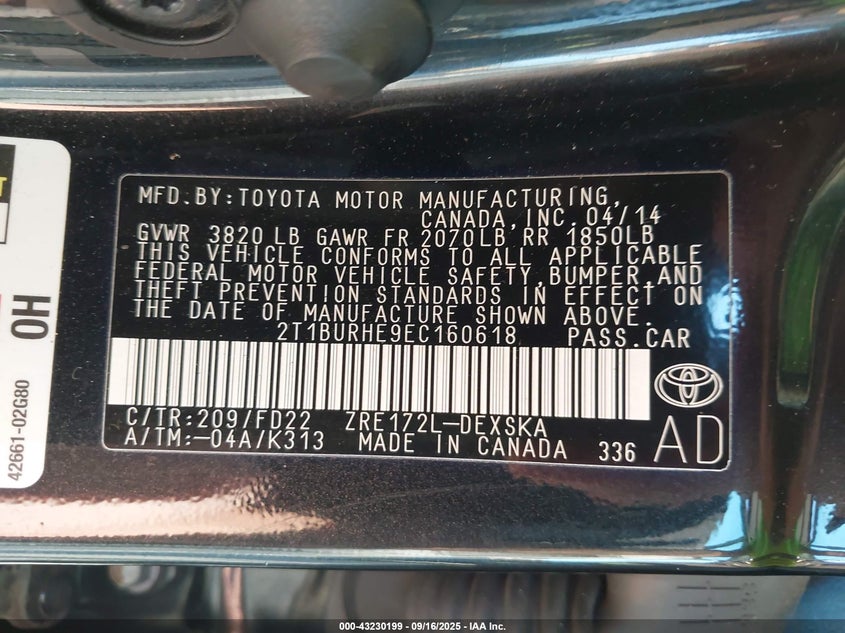 MFD. BY: TOYOTA MOTOR MANUFACTURING,
CANADA, INC. 04/14
GVWR 3820 LB GAWR FR 2070LB RR 1850LB
THIS VEHICLE CONFORMS TO ALL APPLICABLE
FEDERAL MOTOR VEHICLE SAFETY, BUMPER, AND
THEFT PREVENTION STANDARDS IN EFFECT ON
THE DATE OF MANUFACTURE SHOWN ABOVE.
2T1BURHE9EC160618 PASS.CAR
C/TR:209/FD22 ZRE172L-DEXSKA
A/TM:-04A/K313 MADE IN CANADA 336 AD
OH
42661-02G80
000-43230199 - 09/16/2025 - IAA Inc.